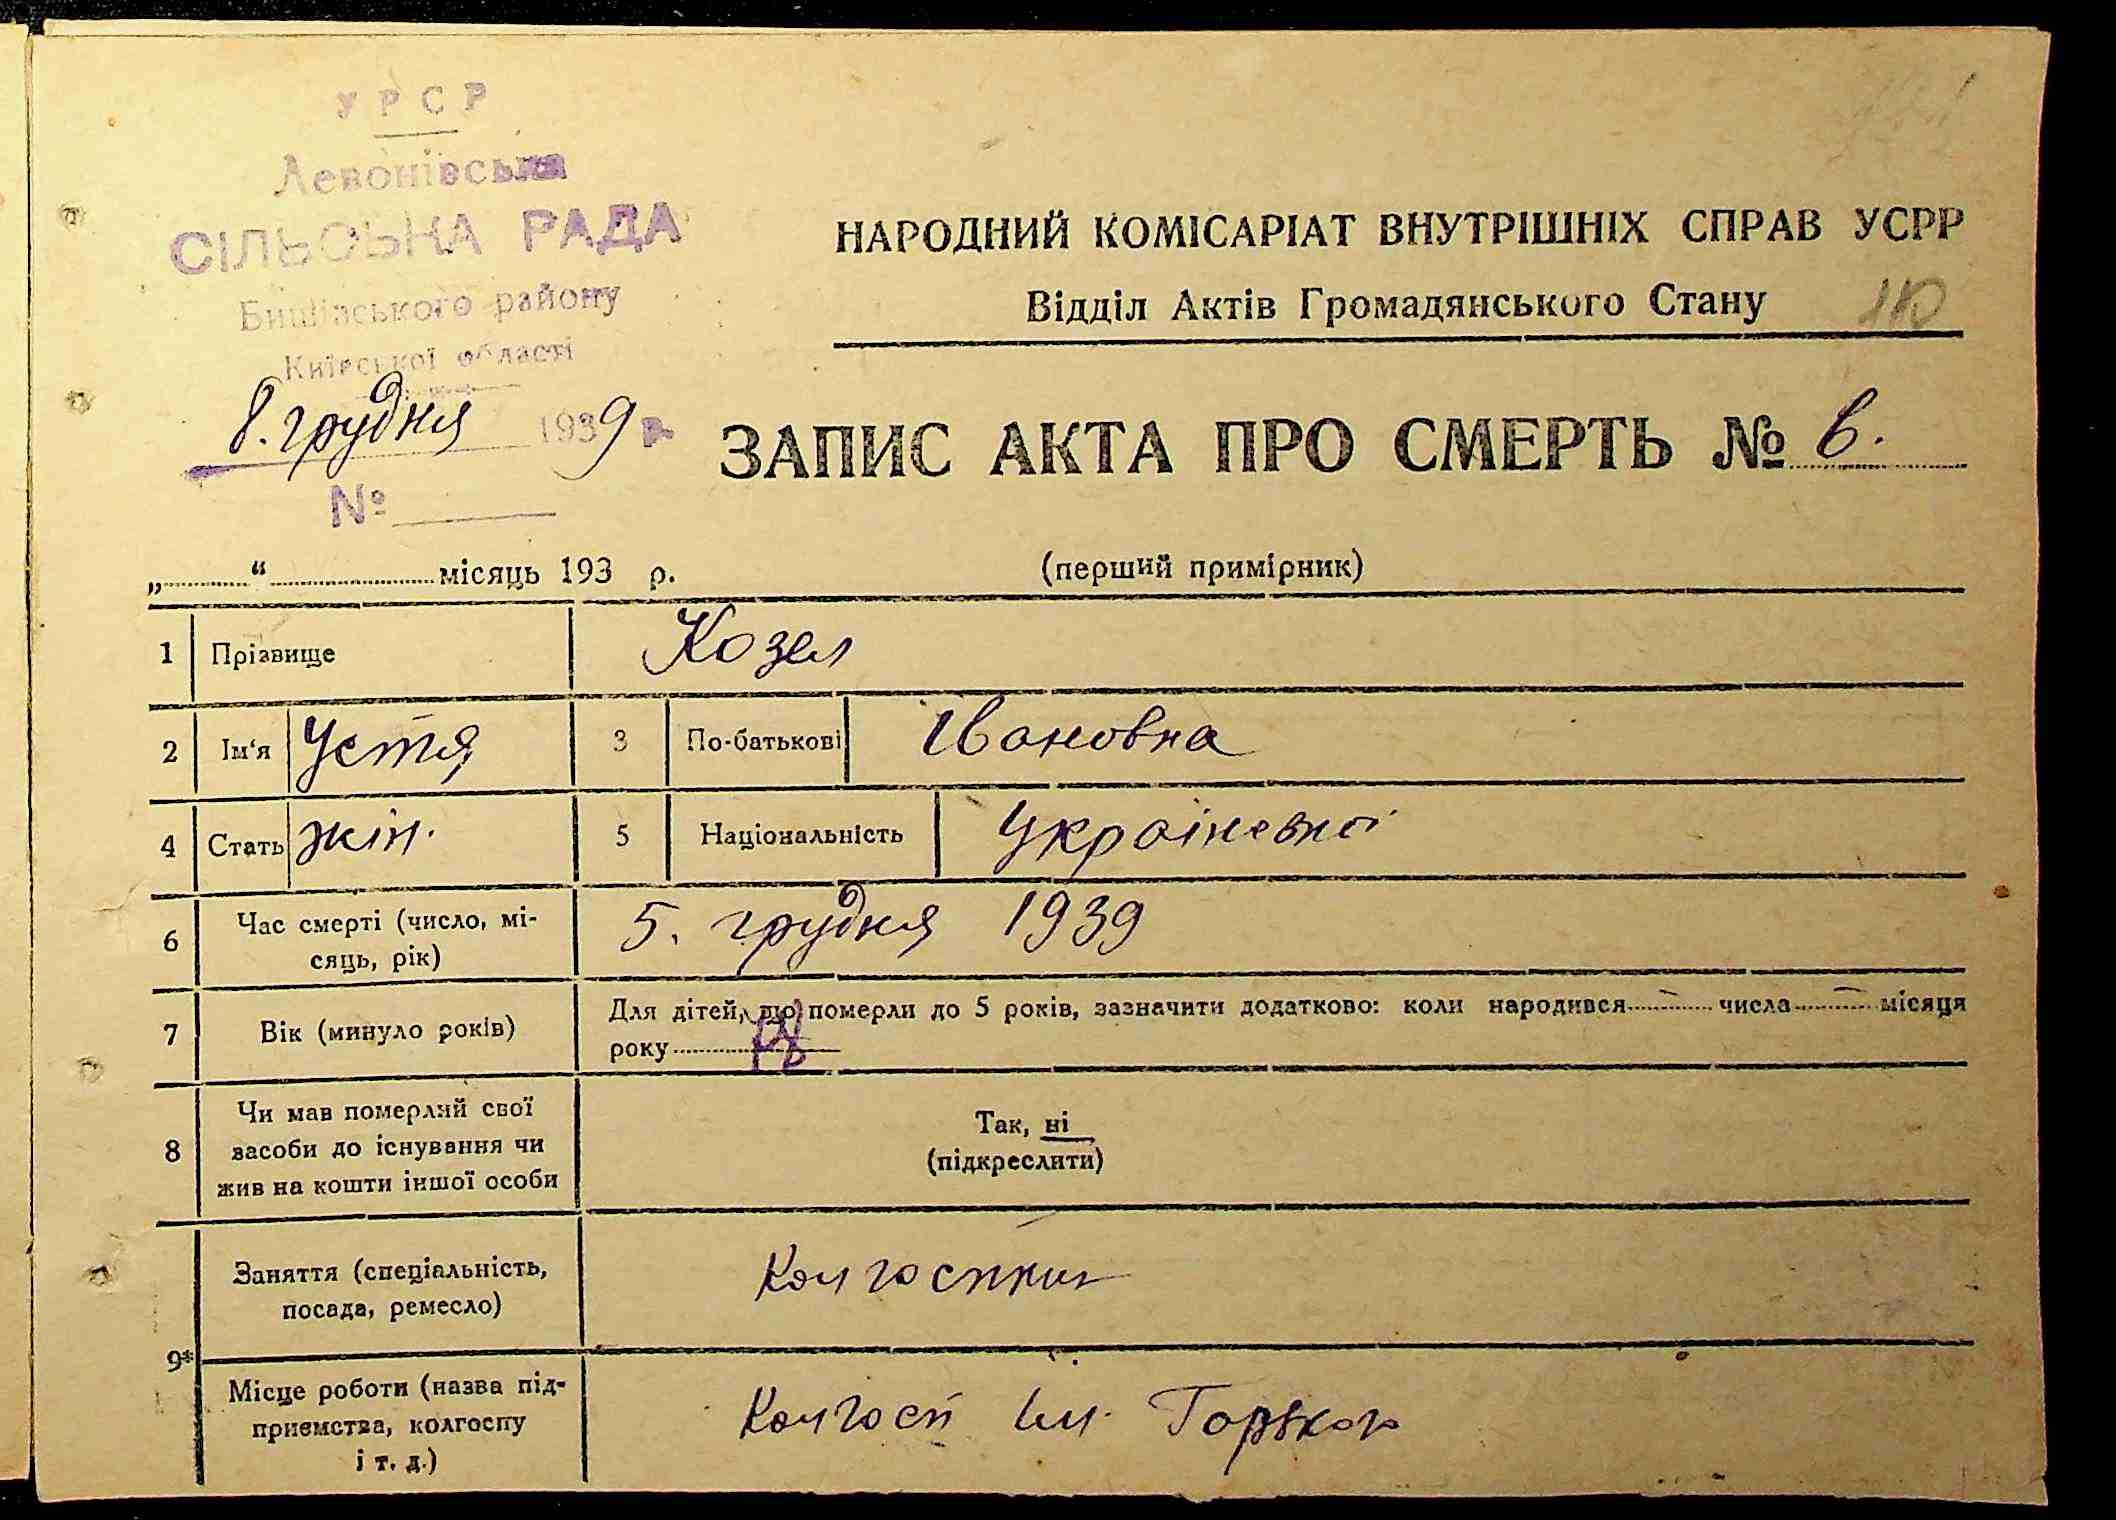 УРСР
Левонівська
СІЛЬСЬКА РАДА
Бишівського району
Київської області
8. грудня 1939 р.
№
НАРОДНИЙ КОМІСАРІАТ ВНУТРІШНІХ СПРАВ УСРР
Відділ Актів Громадянського Стану 110
ЗАПИС АКТА ПРО СМЕРТЬ № 6.
„ “ місяць 193 р. (перший примірник)
1 Прізвище Козел
2 Ім‘я Устя 3 По-батькові Івановна
4 Стать жін. 5 Національність
6 Час смерті (число, мі-
сяць, рік) 5. грудня 1939
7 Вік (минуло років) Для дітей, що померли до 5 років, зазначити додатково: коли народився — числа — місяця
року
8 Чи мав померлий свої
засоби до існування чи
жив на кошти іншої особи
Так, ні
(підкреслити)
9*
Заняття (спеціальність,
посада, ремесло)
Місце роботи (назва під-
приємства, колгоспу
і т. д.)
Колгосп ім. Горького